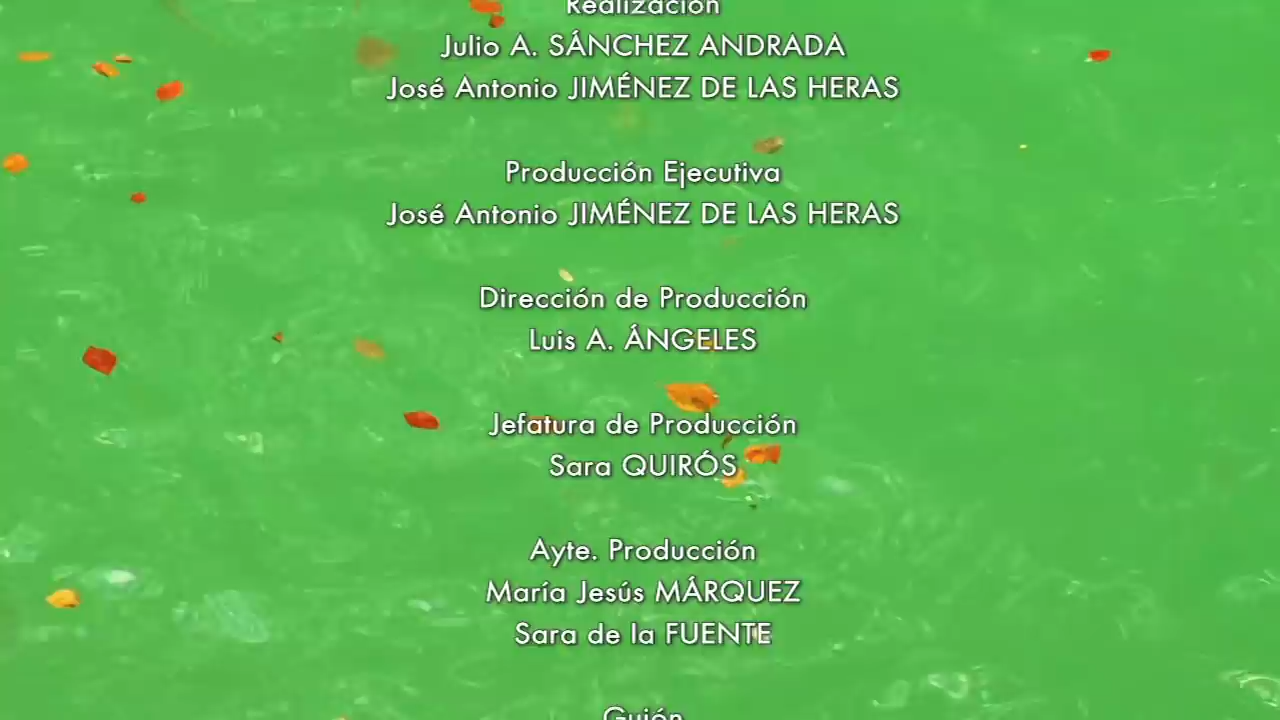 Realización
Julio A. SÁNCHEZ ANDRADA
José Antonio JIMÉNEZ DE LAS HERAS
Producción Ejecutiva
José Antonio JIMÉNEZ DE LAS HERAS
Dirección de Producción
Luis A. ÁNGELES
Jefatura de Producción
Sara QUIRÓS
Ayte. Producción
María Jesús MÁRQUEZ
Sara de la FUENTE
Guión